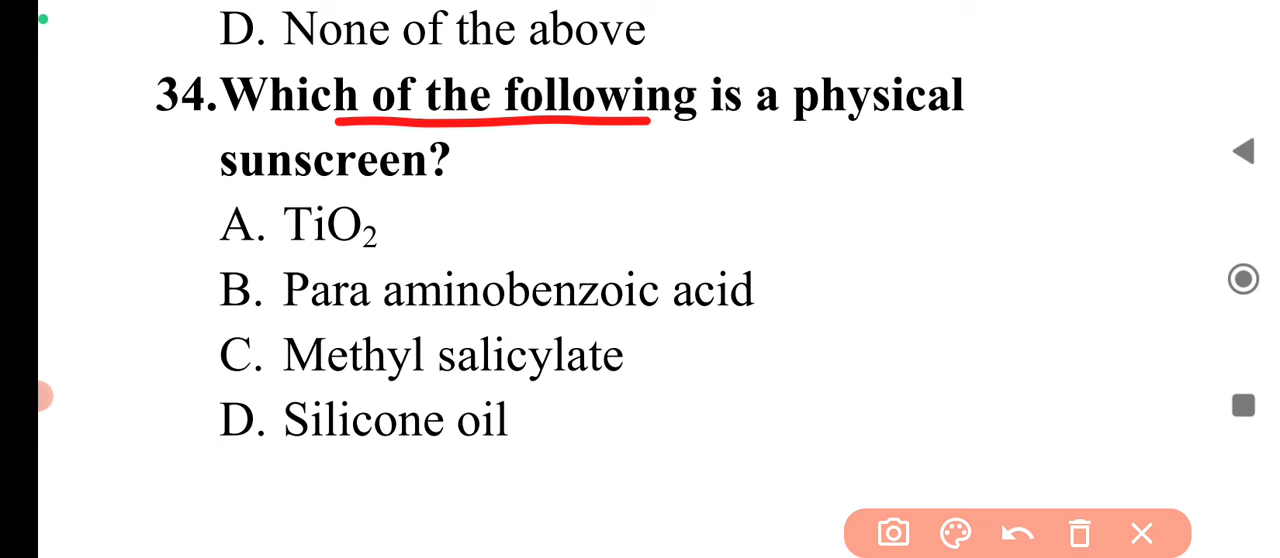 D. None of the above
34.Which of the following is a physical
sunscreen?
A. TiO₂
B. Para aminobenzoic acid
C. Methyl salicylate
D. Silicone oil